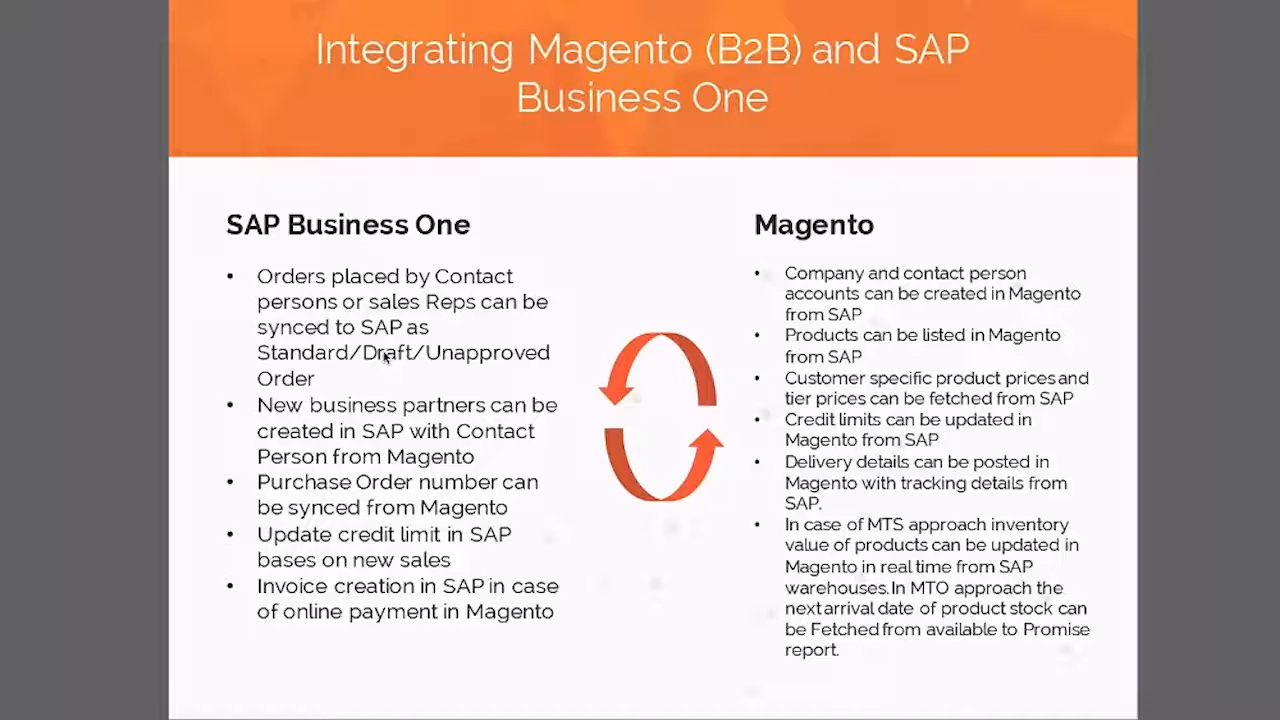 Integrating Magento (B2B) and SAP
Business One
SAP Business One
• Orders placed by Contact
persons or sales Reps can be
synced to SAP as
Standard/Draft/Unapproved
Order
• New business partners can be
created in SAP with Contact
Person from Magento
• Purchase Order number can
be synced from Magento
• Update credit limit in SAP
bases on new sales
• Invoice creation in SAP in case
of online payment in Magento
Magento
• Company and contact person
accounts can be created in Magento
from SAP
• Products can be listed in Magento
from SAP
• Customer specific product prices and
tier prices can be fetched from SAP
• Credit limits can be updated in
Magento from SAP
• Delivery details can be posted in
Magento with tracking details from
SAP.
• In case of MTS approach inventory
value of products can be updated in
Magento in real time from SAP
warehouses. In MTO approach the
next arrival date of product stock can
be Fetched from available to Promise
report.